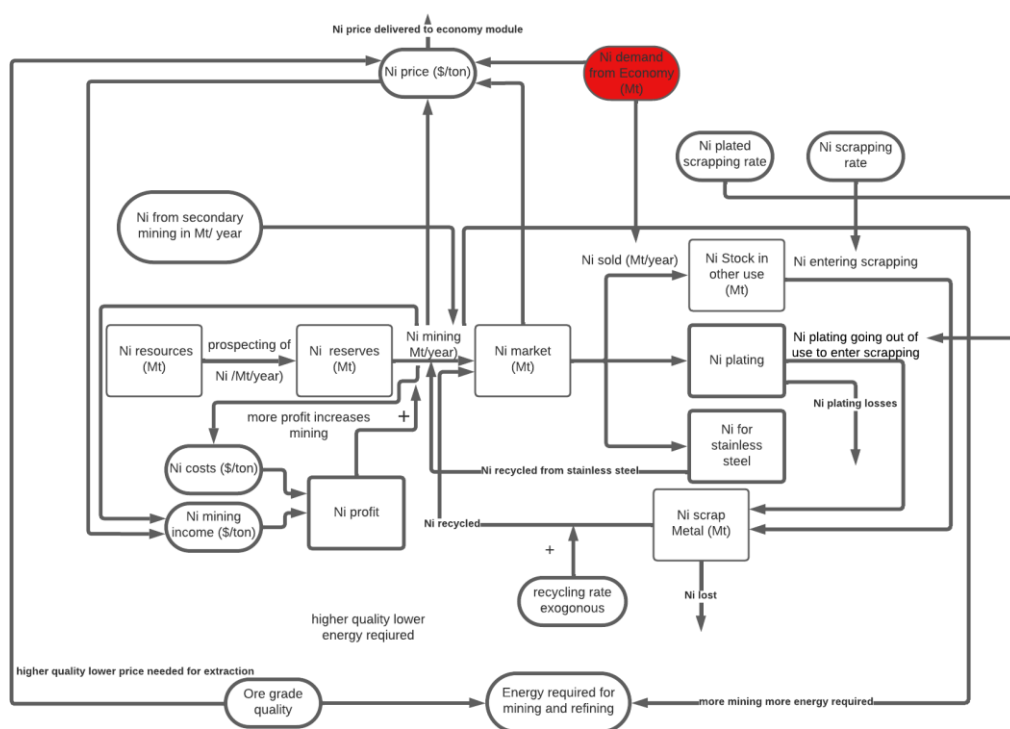 Ni price delivered to economy module
Ni price ($/ton)
Ni demand
from Economy
(Mt)
Ni plated
scrapping rate
Ni scrapping
rate
Ni from secondary
mining in Mt/ year
Ni sold (Mt/year)
Ni Stock in
other use
(Mt)
Ni entering scrapping
Ni resources
(Mt)
prospecting of
Ni /Mt/year)
Ni reserves
(Mt)
Ni mining
Mt/year)
Ni market
(Mt)
Ni plating
Ni plating going out of
use to enter scrapping
Ni plating losses
more profit increases
mining
+
Ni for
stainless
steel
Ni costs ($/ton)
Ni recycled from stainless steel
Ni profit
Ni mining
income ($/ton)
Ni recycled
Ni scrap
Metal (Mt)
+
recycling rate
exogonous
Ni lost
higher quality lower
energy reqiured
higher quality lower price needed for extraction
Ore grade
quality
Energy required for
mining and refining
more mining more energy required